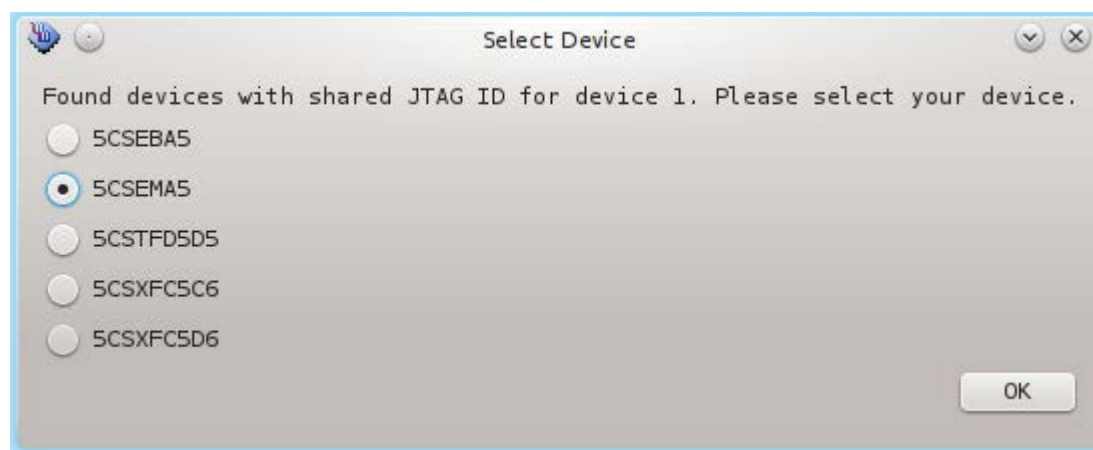 Select Device
Found devices with shared JTAG ID for device 1. Please select your device.
5CSEBA5
5CSEMA5
5CSTFD5D5
5CSXFC5C6
5CSXFC5D6
OK